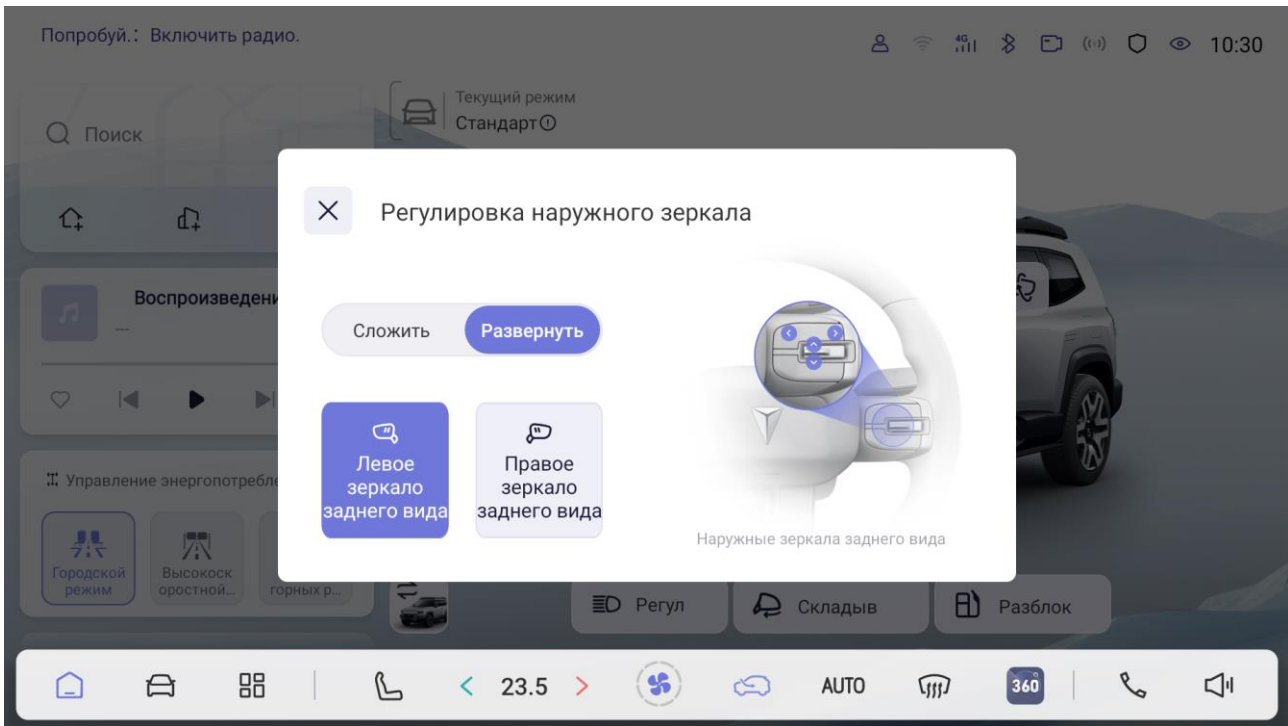 Попробуй.: Включить радио.
4G
10:30
Текущий режим
Стандарт
Поиск
Регулировка наружного зеркала
Воспроизведени
---
Сложить
Развернуть
Левое
зеркало
заднего вида
Правое
зеркало
заднего вида
Наружные зеркала заднего вида
Управление энергопотребле
Городской
режим
Высокоск
оростной...
горных р...
Регул
Складыв
Разблок
23.5
AUTO
360